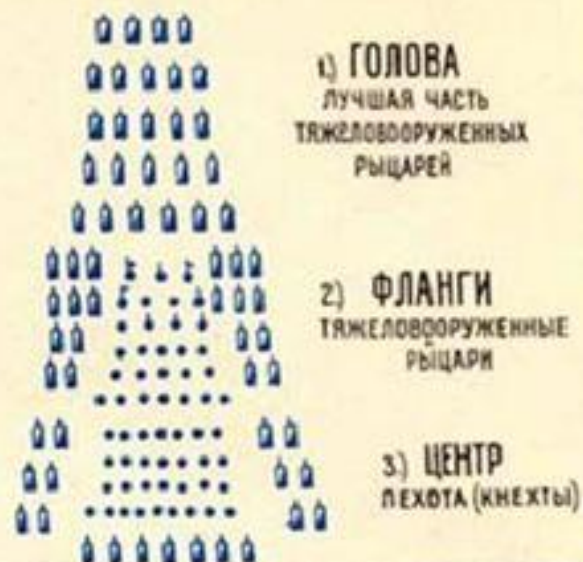 1.) ГОЛОВА
ЛУЧШАЯ ЧАСТЬ
ТЯЖЕЛОВООРУЖЕННЫХ
РЫЦАРЕЙ
2.) ФЛАНГИ
ТЯЖЕЛОВООРУЖЕННЫЕ
РЫЦАРИ
3.) ЦЕНТР
ПЕХОТА (КНЕХТЫ)